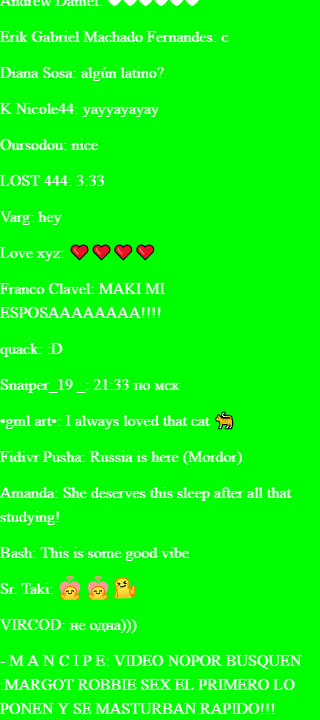 Andrew Daniel: 🤍🤍🤍🤍🤍🤍
Erik Gabriel Machado Fernandes: c
Diana Sosa: algún latino?
K Nicole44: yayyayayay
Oursodou: nice
LOST 444: 3:33
Varg: hey
Love xyz: ❤️ ❤️ ❤️ ❤️
Franco Clavel: MAKI MI
ESPOSAAAAAAAA!!!!
quack: :D
Snaiper_19 _: 21:33 по мск
•gml art•: I always loved that cat 🐈
Fidivr Pusha: Russia is here (Mordor)
Amanda: She deserves this sleep after all that
studying!
Bash: This is some good vibe
Sr. Taki:
VIRCOD: не одна)))
- M A N C I P E: VIDEO NOPOR BUSQUEN
:MARGOT ROBBIE SEX EL PRIMERO LO
PONEN Y SE MASTURBAN RAPIDO!!!